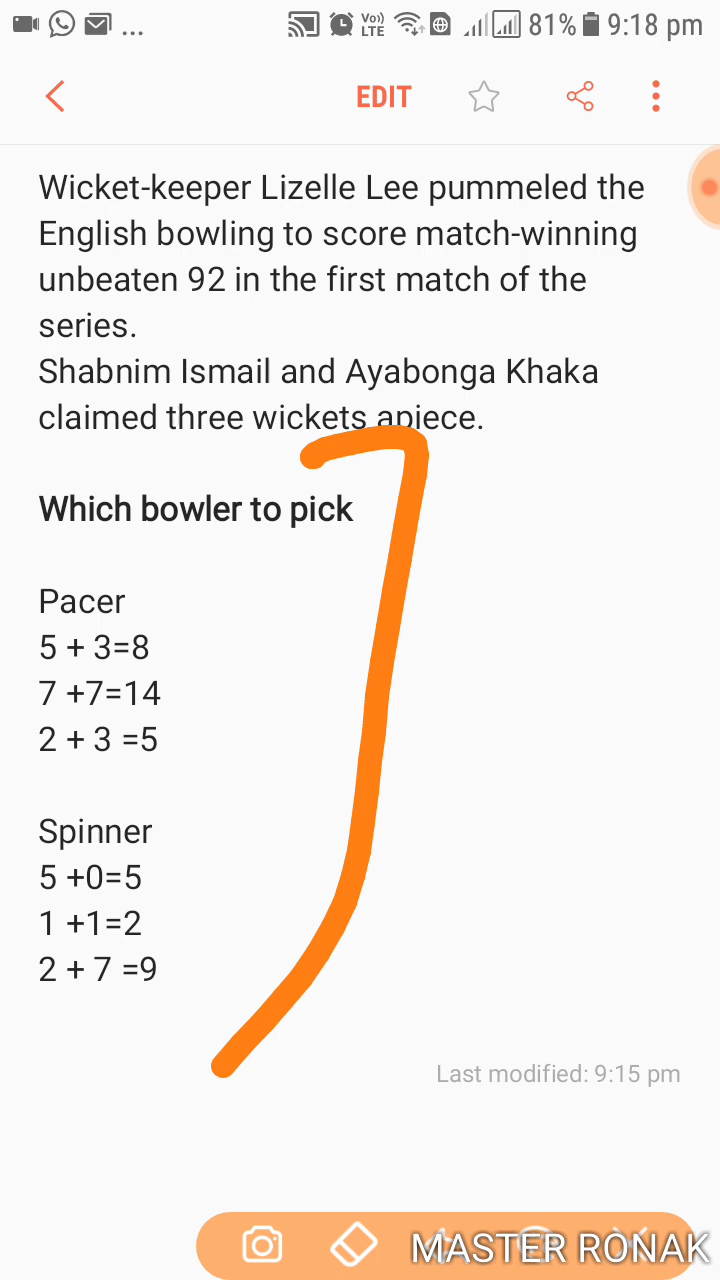 ... Vo)) LTE 81% 9:18 pm
EDIT
Wicket-keeper Lizelle Lee pummeled the
English bowling to score match-winning
unbeaten 92 in the first match of the
series.
Shabnim Ismail and Ayabonga Khaka
claimed three wickets apiece.
Which bowler to pick
Pacer
5 + 3=8
7 +7=14
2 + 3 =5
Spinner
5 +0=5
1 +1=2
2 + 7 =9
Last modified: 9:15 pm
MASTER RONAK